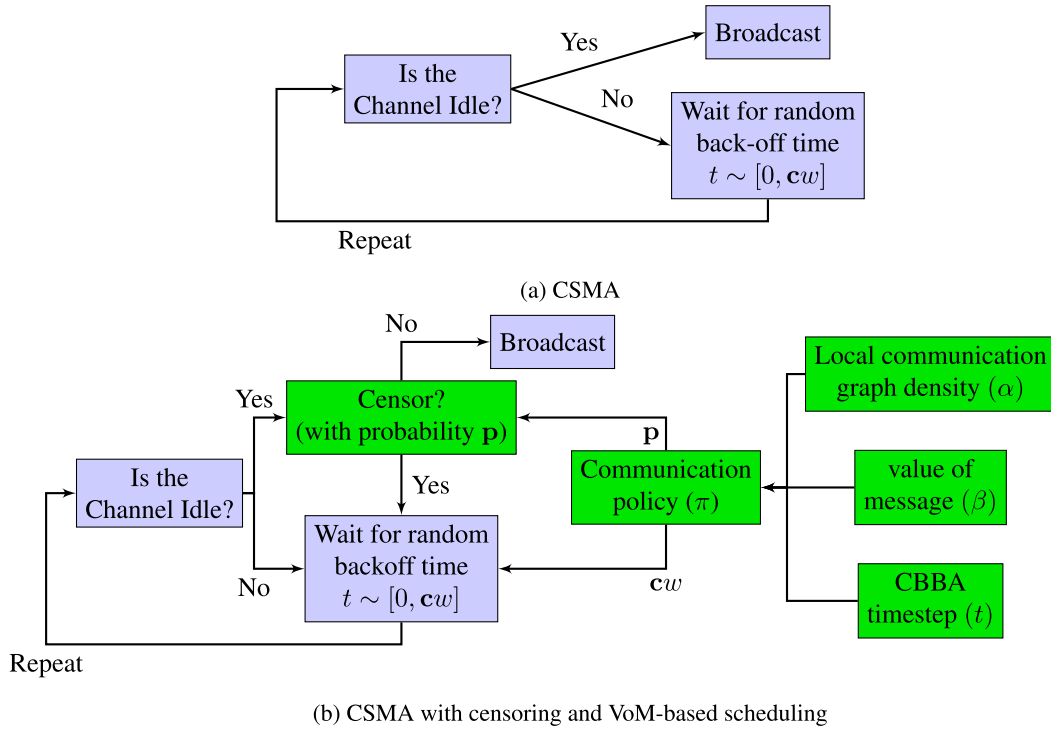 Is the
Channel Idle?
Yes
Broadcast
No
Wait for random
back-off time
t ∼ [0, cw]
Repeat
(a) CSMA
No
Broadcast
Yes
Censor?
(with probability p)
Yes
Is the
Channel Idle?
No
Wait for random
backoff time
t ∼ [0, cw]
Repeat
p
Communication
policy (π)
cw
Local communication
graph density (α)
value of
message (β)
CBBA
timestep (t)
(b) CSMA with censoring and VoM-based scheduling